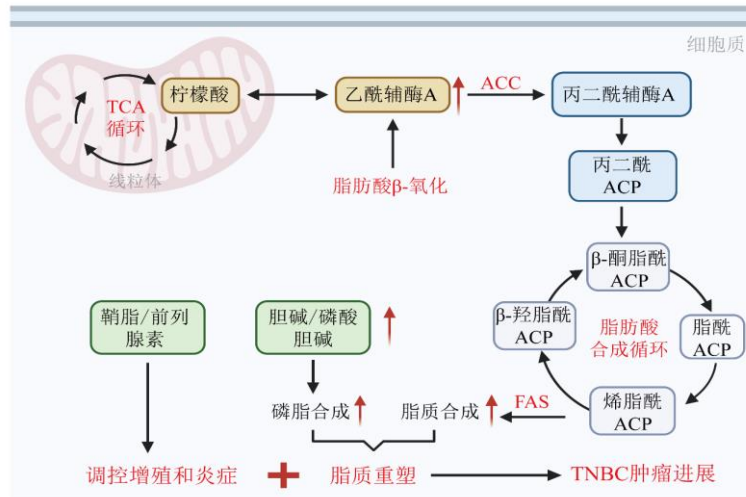 细胞质
柠檬酸
乙酰辅酶A
ACC
丙二酰辅酶A
TCA
循环
线粒体
脂肪酸β-氧化
丙二酰
ACP
β-酮脂酰
ACP
鞘脂/前列
腺素
胆碱/磷酸
胆碱
β-羟脂酰
ACP
脂肪酸
合成循环
脂酰
ACP
烯脂酰
ACP
FAS
磷脂合成
脂质合成
调控增殖和炎症
+
脂质重塑
TNBC肿瘤进展